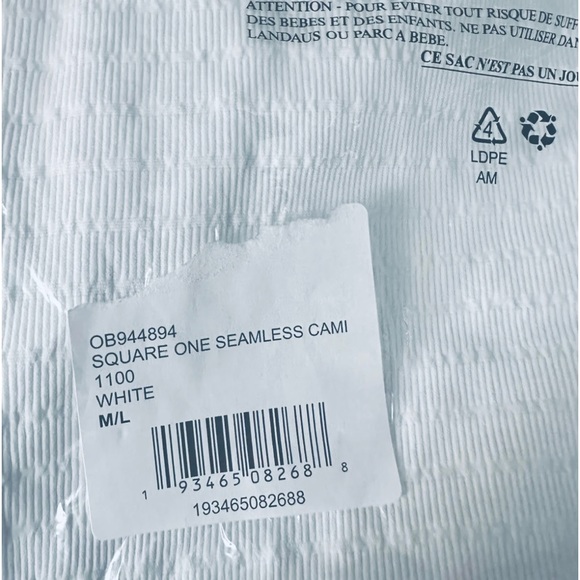 ATTENTION - POUR EVITER TOUT RISQUE DE SUFF
DES BEBES ET DES ENFANTS. NE PAS UTILISER DAN
LANDAUS OU PARC A BEBE.
CE SAC N'EST PAS UN JOU
4
LDPE
AM
OB944894
SQUARE ONE SEAMLESS CAMI
1100
WHITE
M/L
1 93465 08268 8
193465082688